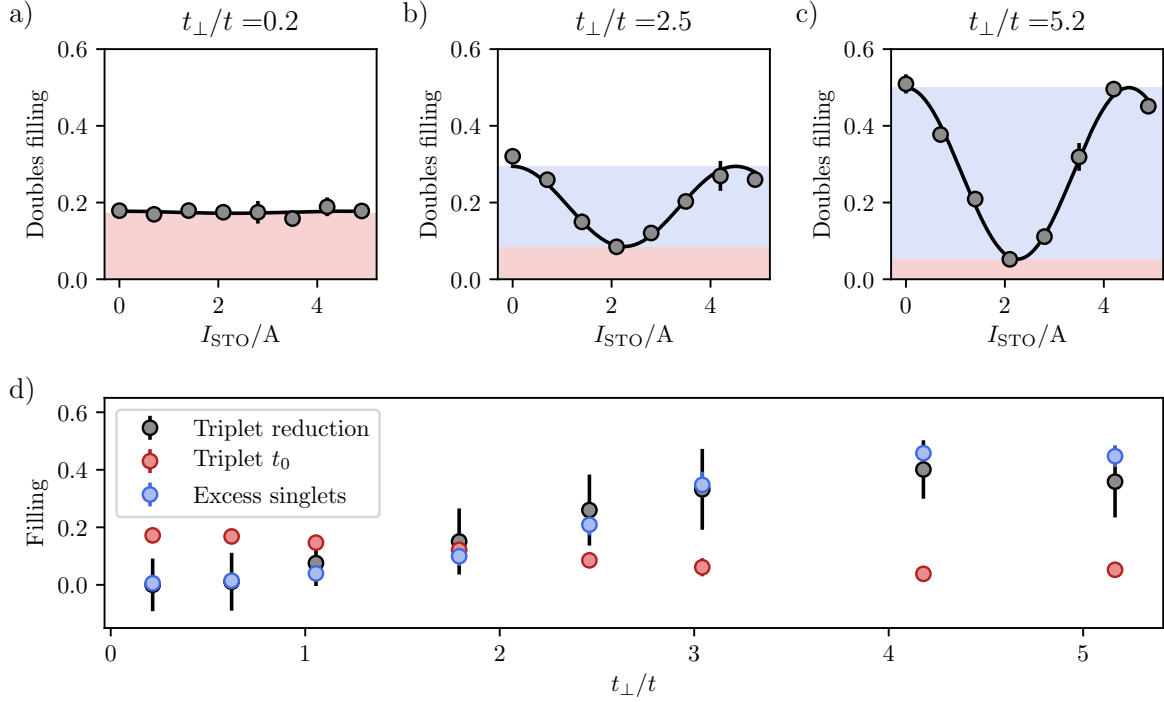 a)
t⊥/t =0.2
0.6
0.4
0.2
0.0
Doubles filling
0
2
4
I_STO/A
b)
t⊥/t =2.5
0.6
0.4
0.2
0.0
Doubles filling
0
2
4
I_STO/A
c)
t⊥/t =5.2
0.6
0.4
0.2
0.0
Doubles filling
0
2
4
I_STO/A
d)
0.6
0.4
0.2
0.0
Filling
Triplet reduction
Triplet t₀
Excess singlets
0
1
2
3
4
5
t⊥/t